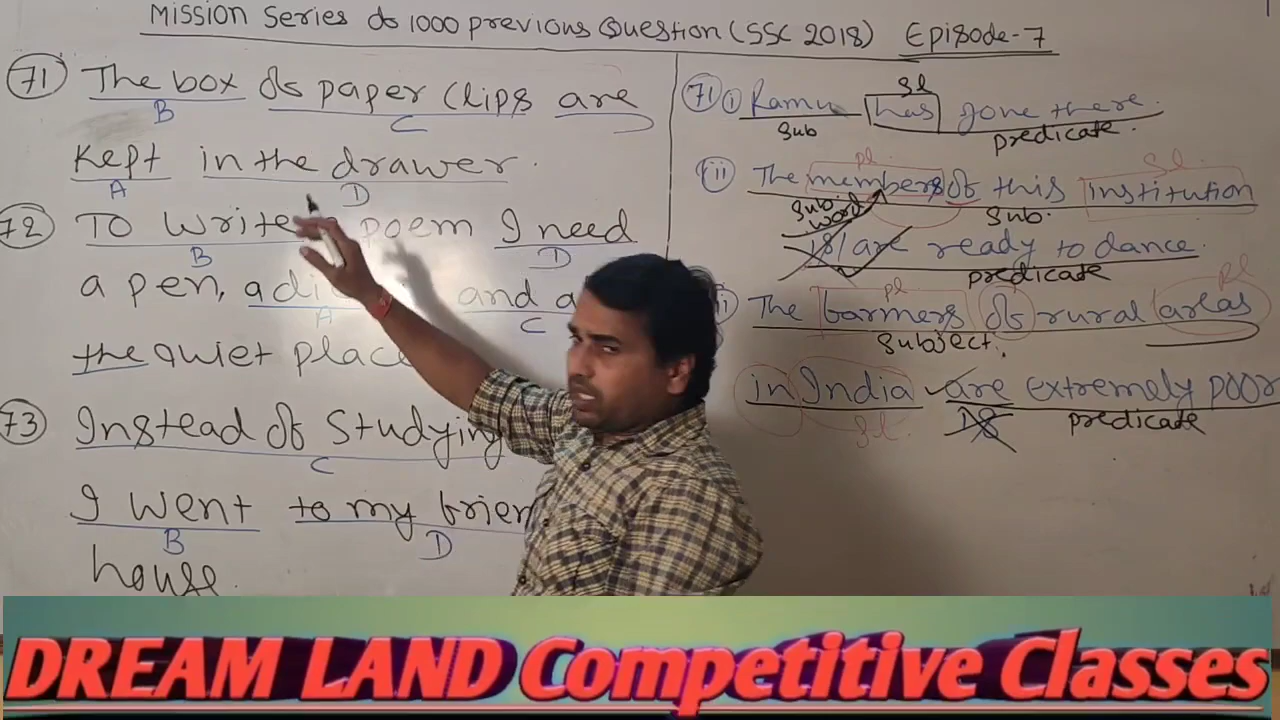 Mission Series of 1000 previous Question (SSC 2018) Episode-7
71 The box of paper clips are
B C
kept in the drawer.
A D
72 To write poem I need
B D
a pen, and a
A C
the quiet place
73 Instead of studying
C
I went to my frien
B D
house.
71 i Ramu has gone there.
Sl
Sub predicate.
ii The members of this institution
pl. Sl.
Sub. word Sub.
is/are ready to dance.
predicate
The farmers of rural areas
pl pl
Subject.
in India are extremely poor
Sl. is predicate
DREAM LAND Competitive Classes